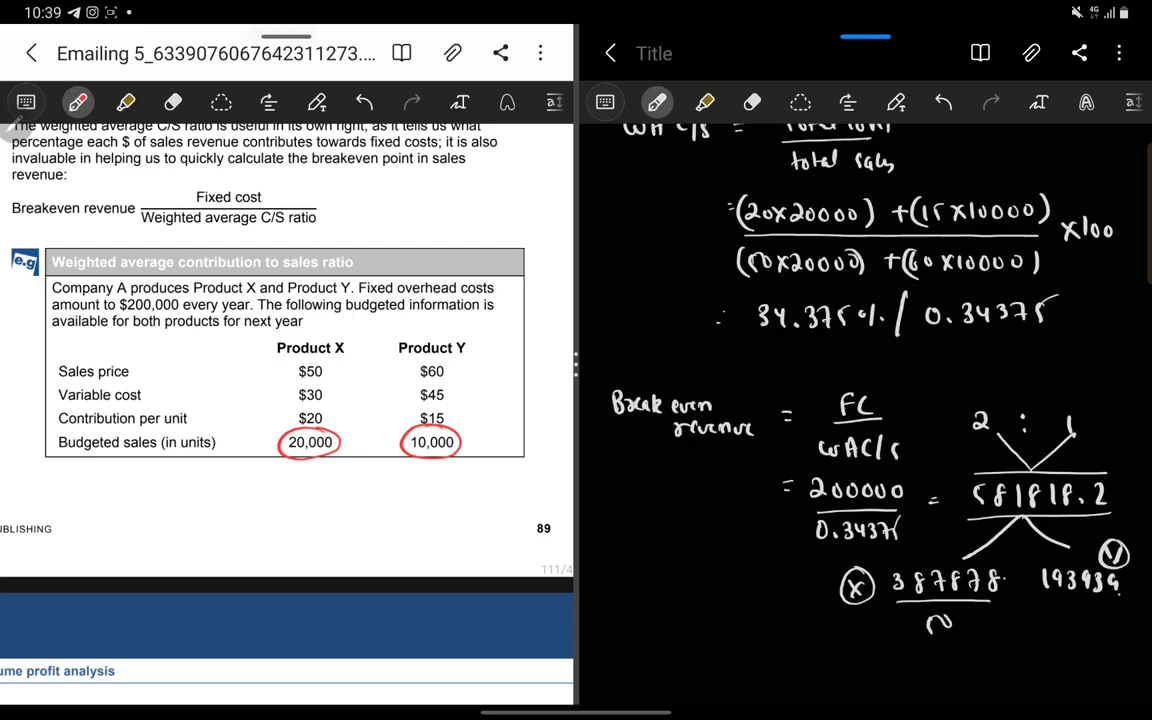 10:39
4G
Emailing 5_6339076067642311273....
Title
The weighted average C/S ratio is useful in its own right, as it tells us what
percentage each $ of sales revenue contributes towards fixed costs; it is also
invaluable in helping us to quickly calculate the breakeven point in sales
revenue:
Fixed cost
Breakeven revenue
Weighted average C/S ratio
e.g
Weighted average contribution to sales ratio
Company A produces Product X and Product Y. Fixed overhead costs
amount to $200,000 every year. The following budgeted information is
available for both products for next year
Product X Product Y
Sales price $50 $60
Variable cost $30 $45
Contribution per unit $20 $15
Budgeted sales (in units) 20,000 10,000
PUBLISHING 89
111/4
ume profit analysis
WA C/S =
total sales
= (20x20000) + (15x10000) x100
(50x20000) + (60x10000)
: 34.375% / 0.34375
Break even revenue = FC
WAC/S
2 : 1
= 200000 = 581818.2
0.34375
X 387878. 193939. Y